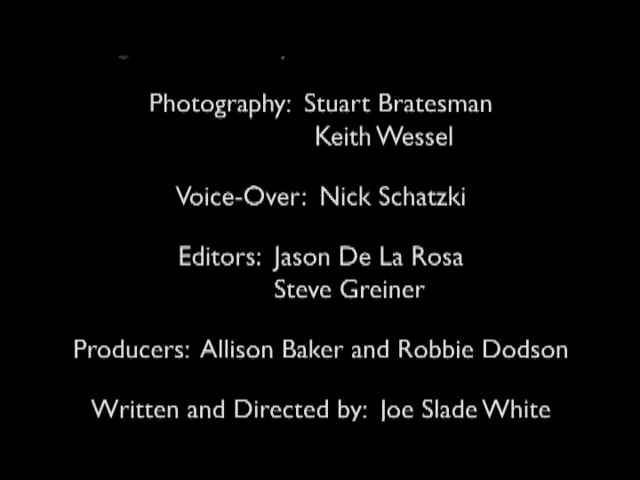 Photography: Stuart Bratesman
Keith Wessel
Voice-Over: Nick Schatzki
Editors: Jason De La Rosa
Steve Greiner
Producers: Allison Baker and Robbie Dodson
Written and Directed by: Joe Slade White